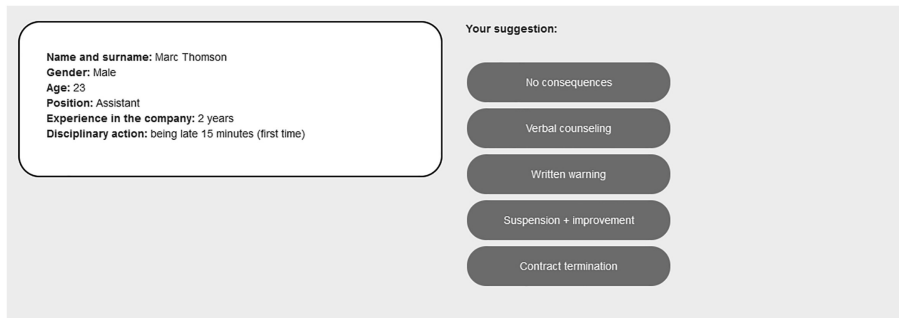 Name and surname: Marc Thomson
Gender: Male
Age: 23
Position: Assistant
Experience in the company: 2 years
Disciplinary action: being late 15 minutes (first time)
Your suggestion:
No consequences
Verbal counseling
Written warning
Suspension + improvement
Contract termination